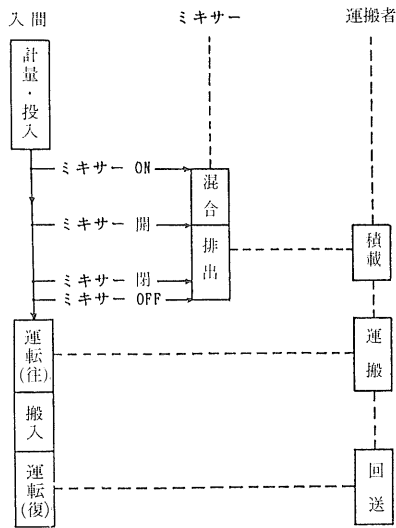 入間 ミキサー 運搬者
計量・投入
ミキサー ON
混合
ミキサー 開
排出
積載
ミキサー 閉
ミキサー OFF
運転(往)
運搬
搬入
運転(復)
回送